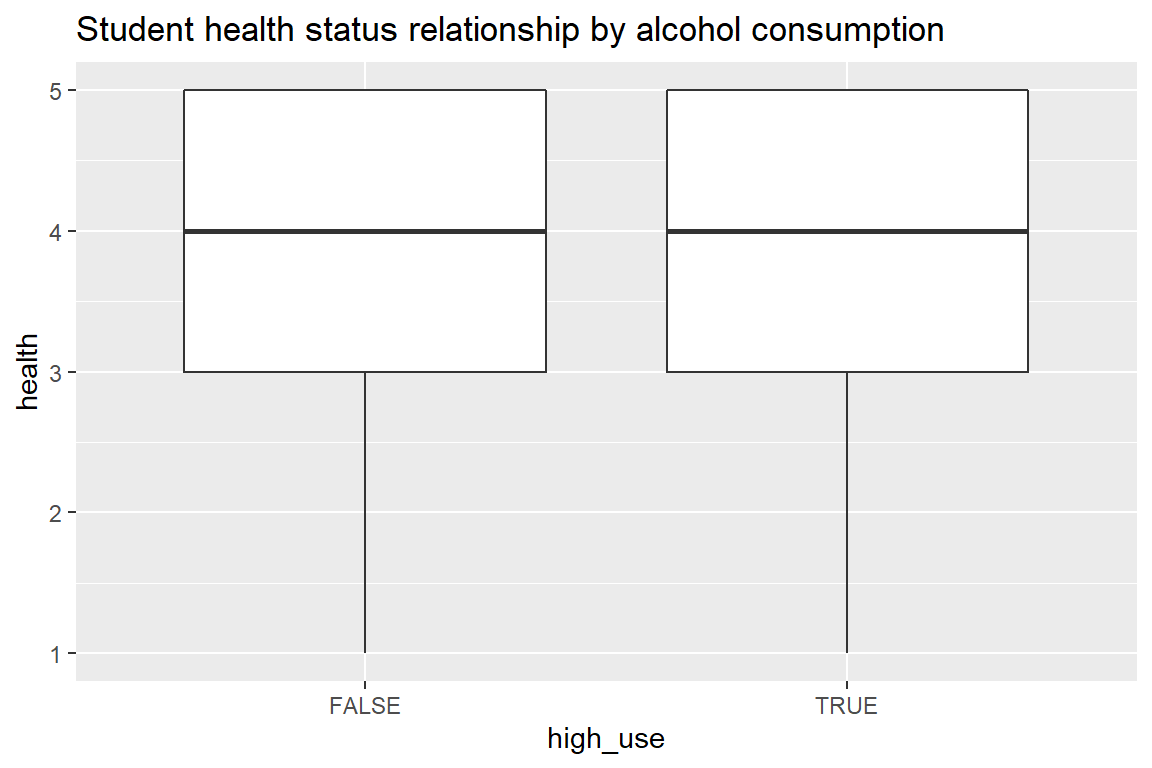 Student health status relationship by alcohol consumption
5
4
3
2
1
health
FALSE
TRUE
high_use